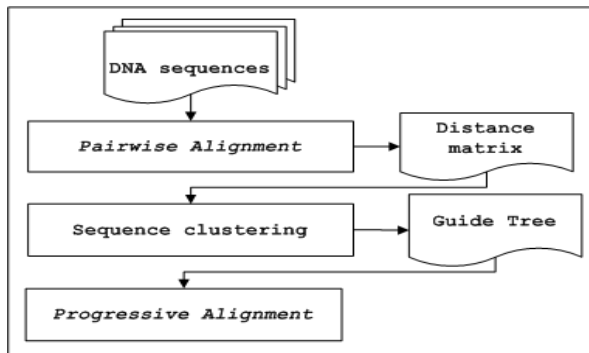 DNA sequences
Pairwise Alignment
Distance
matrix
Sequence clustering
Guide Tree
Progressive Alignment